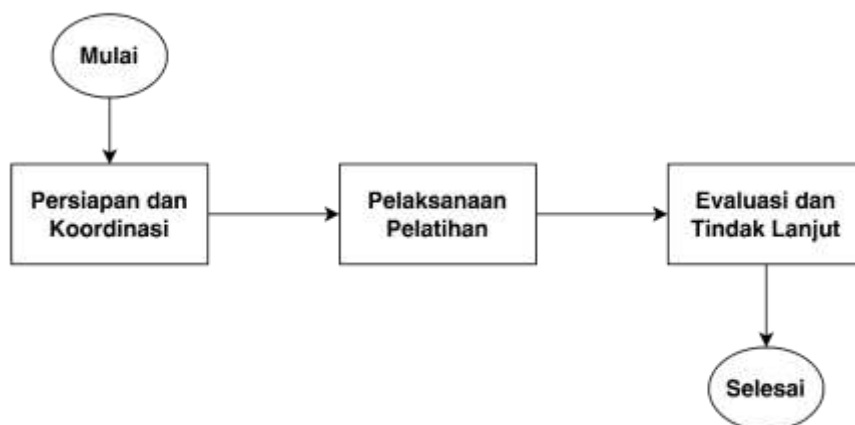 Mulai
Persiapan dan
Koordinasi
Pelaksanaan
Pelatihan
Evaluasi dan
Tindak Lanjut
Selesai